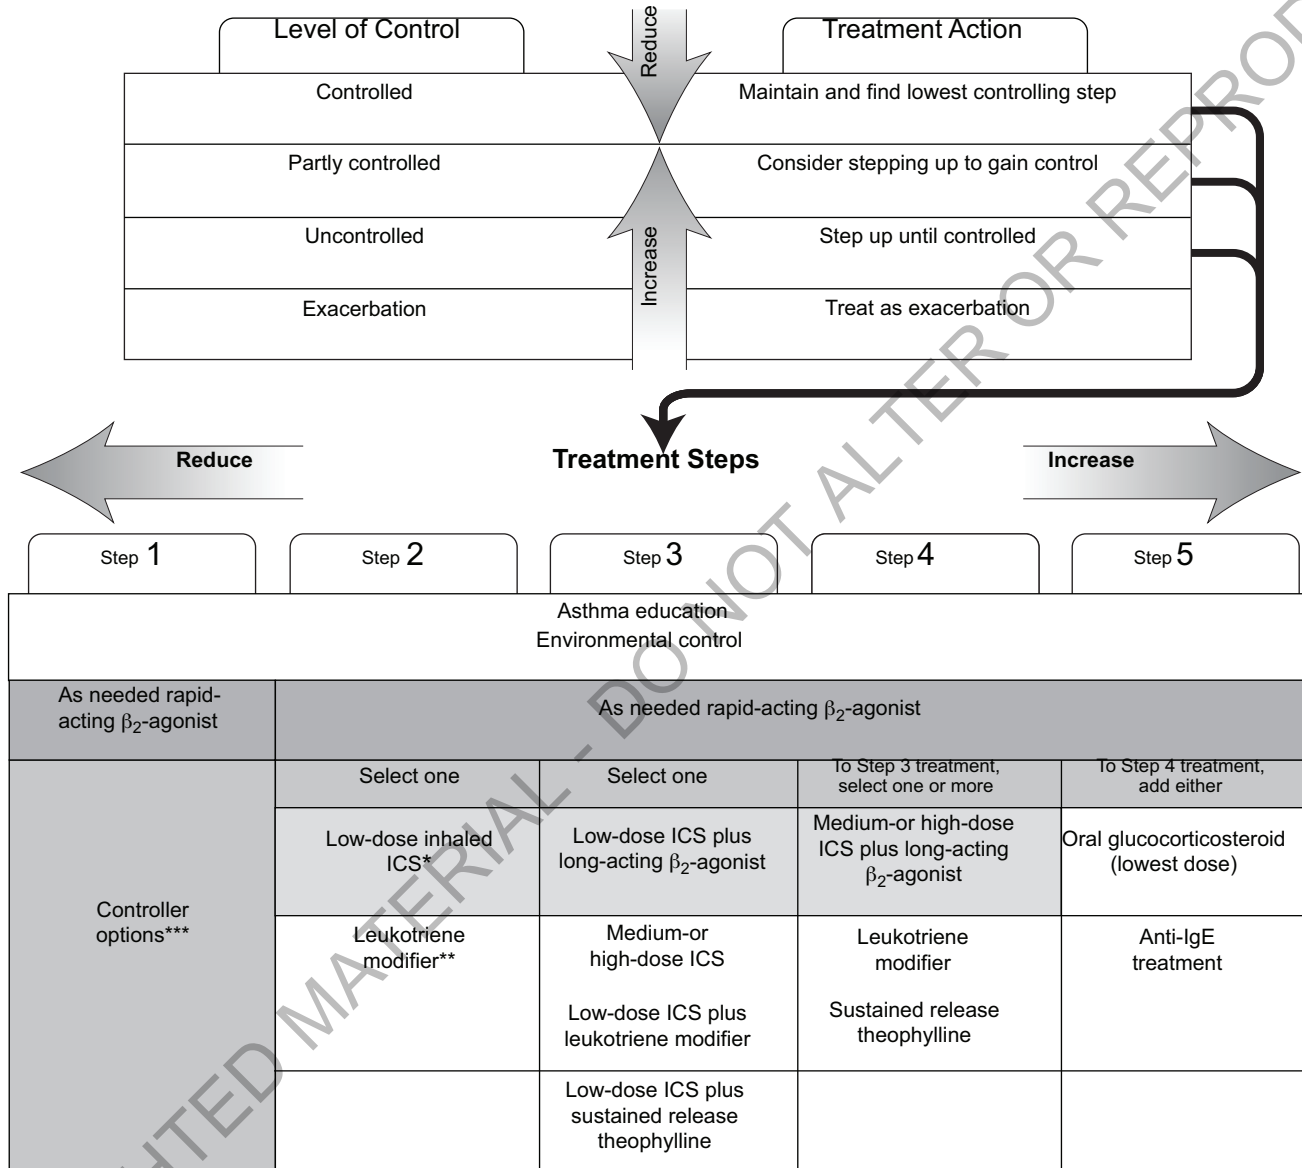 Level of Control
Reduce
Treatment Action
Controlled
Maintain and find lowest controlling step
Partly controlled
Consider stepping up to gain control
Uncontrolled
Increase
Step up until controlled
Exacerbation
Treat as exacerbation
Reduce
Treatment Steps
Increase
Step 1
Step 2
Step 3
Step 4
Step 5
Asthma education
Environmental control
As needed rapid-
acting β2-agonist
As needed rapid-acting β2-agonist
Controller
options***
Select one
Low-dose inhaled
ICS*
Leukotriene
modifier**
Select one
Low-dose ICS plus
long-acting β2-agonist
Medium-or
high-dose ICS
Low-dose ICS plus
leukotriene modifier
Low-dose ICS plus
sustained release
theophylline
To Step 3 treatment,
select one or more
Medium-or high-dose
ICS plus long-acting
β2-agonist
Leukotriene
modifier
Sustained release
theophylline
To Step 4 treatment,
add either
Oral glucocorticosteroid
(lowest dose)
Anti-IgE
treatment
HTED MATERIAL - DO NOT ALTER OR REPROD